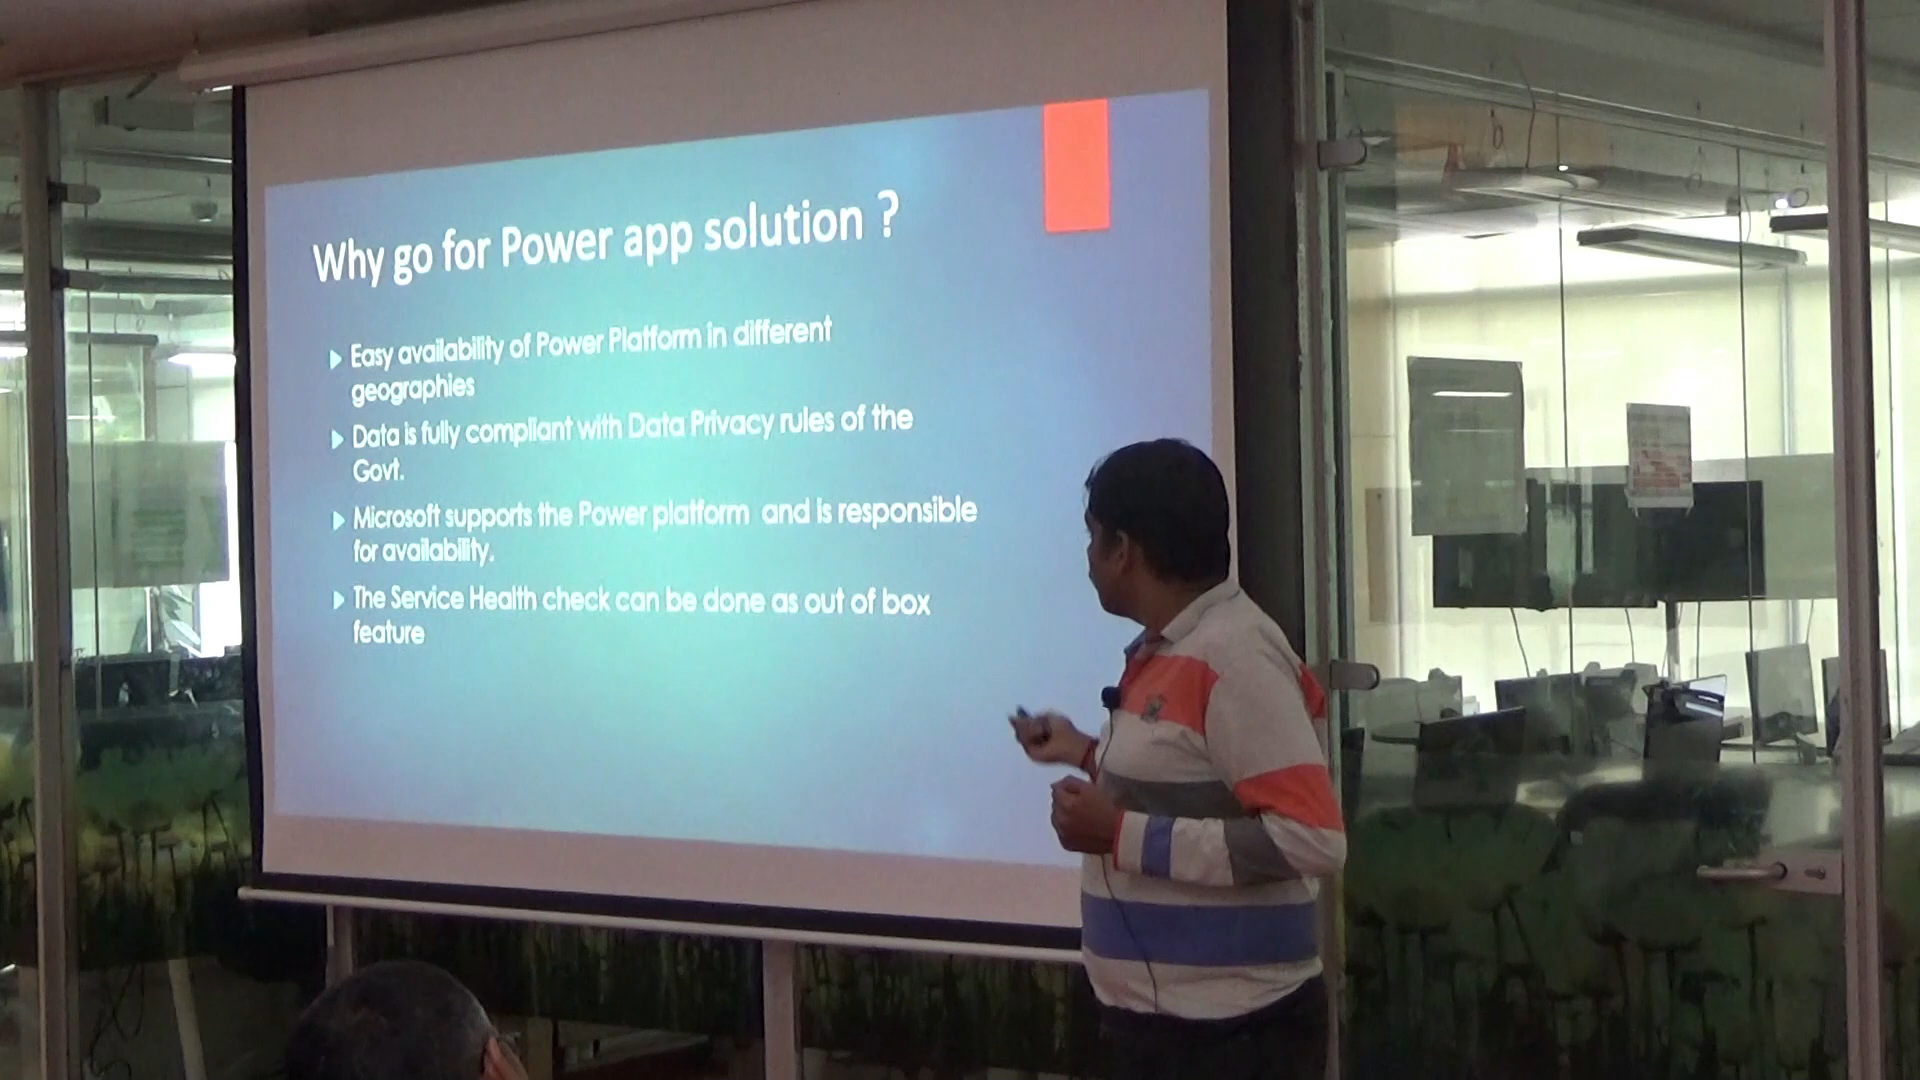 Why go for Power app solution ?
Easy availability of Power Platform in different
geographies
Data is fully compliant with Data Privacy rules of the
Govt.
Microsoft supports the Power platform and is responsible
for availability.
The Service Health check can be done as out of box
feature